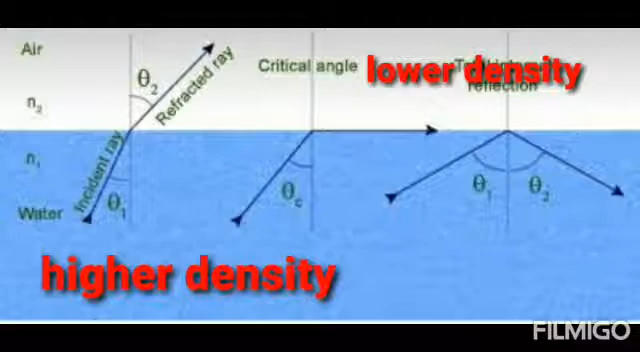 Air
θ₂
Refracted ray
Critical angle
lower density
reflection
n₂
n₁
Incident ray
θ₁
θc
θ₁
θ₂
Water
higher density
FILMIGO